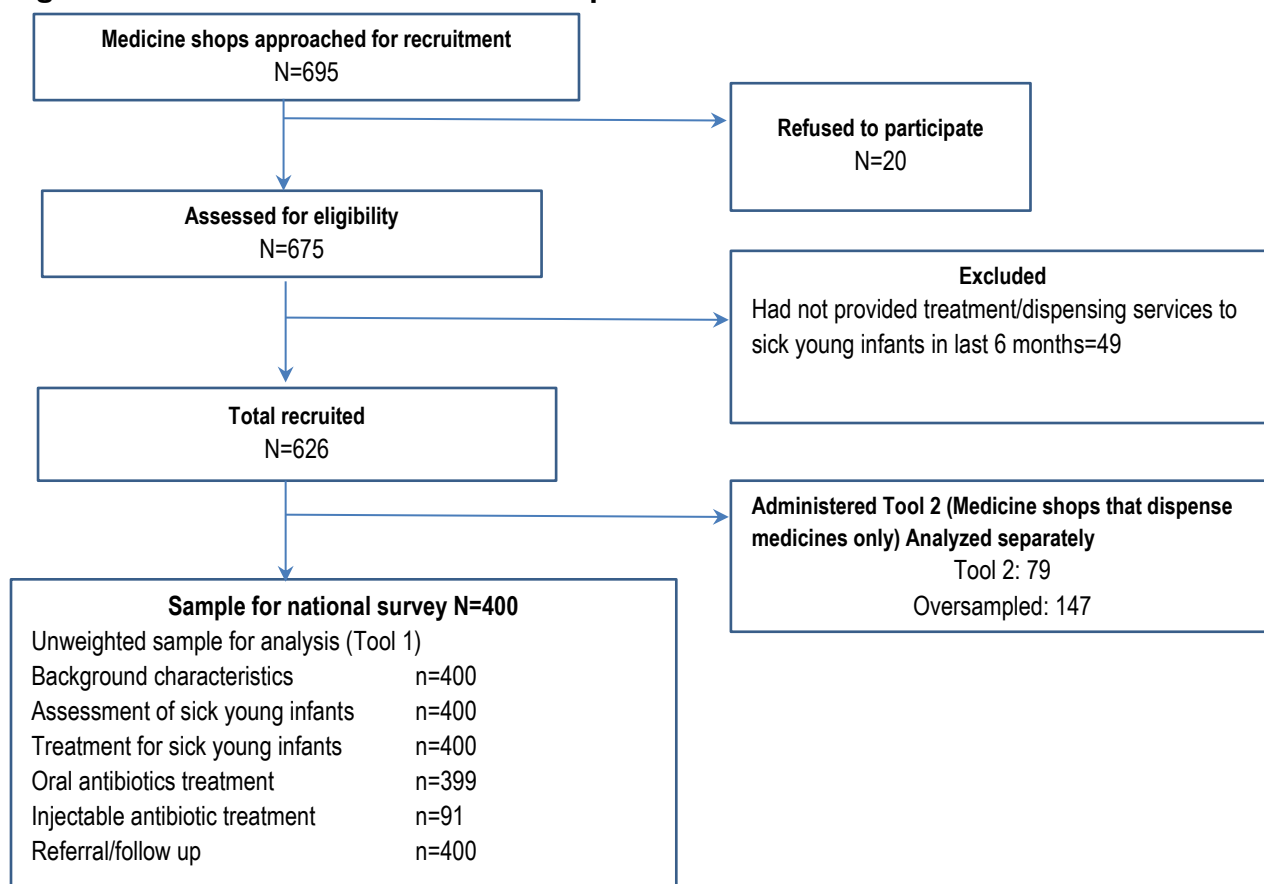 Medicine shops approached for recruitment
N=695
Refused to participate
N=20
Assessed for eligibility
N=675
Excluded
Had not provided treatment/dispensing services to
sick young infants in last 6 months=49
Total recruited
N=626
Administered Tool 2 (Medicine shops that dispense
medicines only) Analyzed separately
Tool 2: 79
Oversampled: 147
Sample for national survey N=400
Unweighted sample for analysis (Tool 1)
Background characteristics n=400
Assessment of sick young infants n=400
Treatment for sick young infants n=400
Oral antibiotics treatment n=399
Injectable antibiotic treatment n=91
Referral/follow up n=400